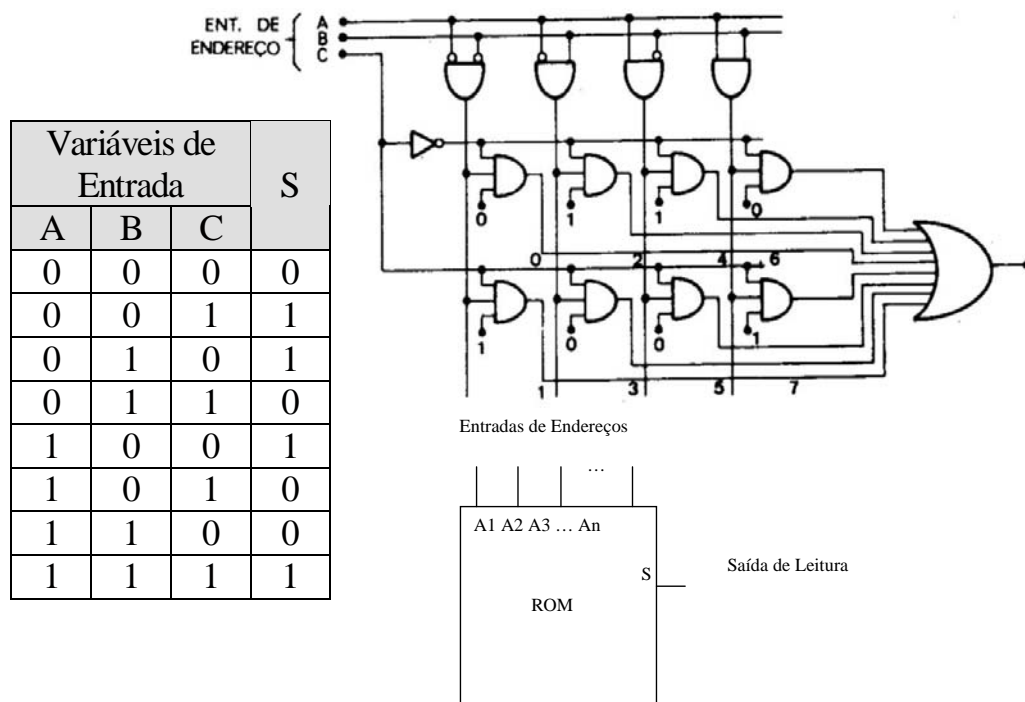 ENT. DE
ENDEREÇO
A
B
C
0 1 1 0
0 2 4 6
1 0 0 1
1 3 5 7
Variáveis de
Entrada
S
A B C
0 0 0 0
0 0 1 1
0 1 0 1
0 1 1 0
1 0 0 1
1 0 1 0
1 1 0 0
1 1 1 1
Entradas de Endereços
...
A1 A2 A3 ... An
S
ROM
Saída de Leitura